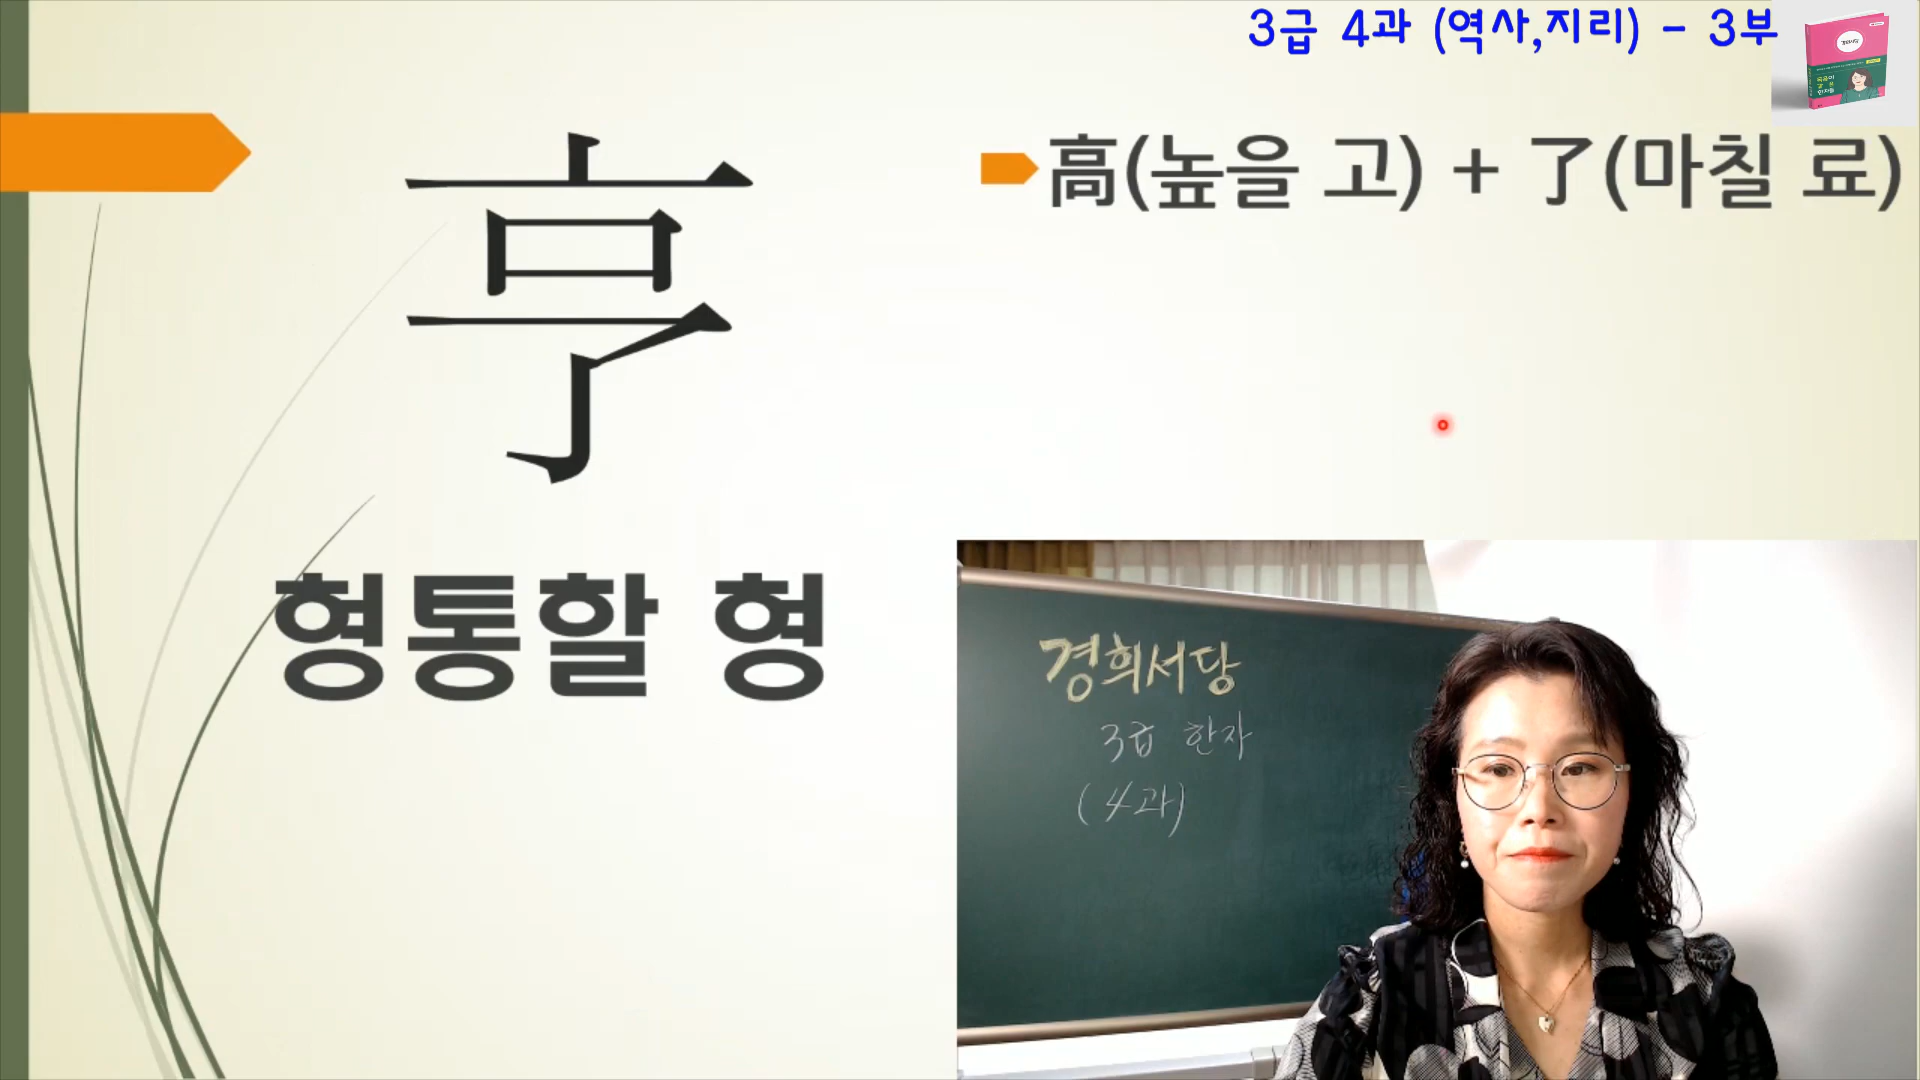 3급 4과 (역사,지리) - 3부
亨
高(높을 고) + 了(마칠 료)
형통할 형
경희서당
3급 한자
(4과)